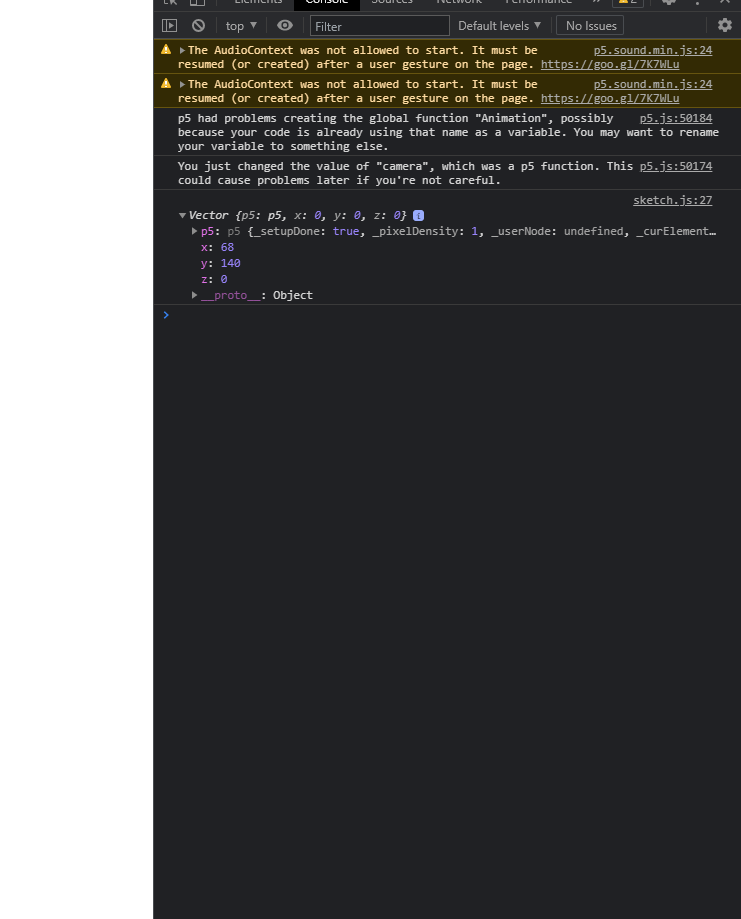 Elements Console Sources Network Performance » 2
top ▼ Filter Default levels ▼ No Issues
▶The AudioContext was not allowed to start. It must be p5.sound.min.js:24
resumed (or created) after a user gesture on the page. https://goo.gl/7K7WLu
▶The AudioContext was not allowed to start. It must be p5.sound.min.js:24
resumed (or created) after a user gesture on the page. https://goo.gl/7K7WLu
p5 had problems creating the global function "Animation", possibly p5.js:50184
because your code is already using that name as a variable. You may want to rename
your variable to something else.
You just changed the value of "camera", which was a p5 function. This p5.js:50174
could cause problems later if you're not careful.
sketch.js:27
▼Vector {p5: p5, x: 0, y: 0, z: 0} i
▶p5: p5 {_setupDone: true, _pixelDensity: 1, _userNode: undefined, _curElement…
x: 68
y: 140
z: 0
▶__proto__: Object
>